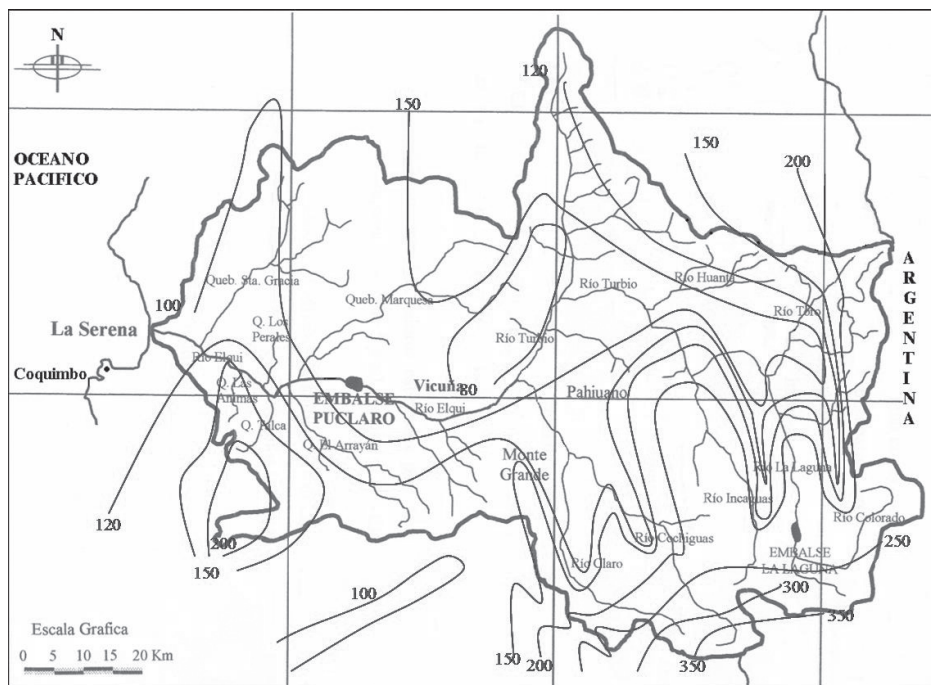 N
120
150
OCEANO
PACIFICO
150
200
ARGENTINA
Queb. Sta. Gracia
Río Turbio
Río Huanta
Queb. Marquesa
Río Toro
100
La Serena
Q. Los
Perales
Río Turbio
Río Elqui
Coquimbo
Q. Las
Animas
Vicuña
80
Pahiuano
EMBALSE
PUCLARO
Río Elqui
Q. Talca
Q. El Arrayán
Monte
Grande
Río La Laguna
Río Incaguas
120
Río Colorado
200
Río Cochiguas
150
Río Claro
EMBALSE
LA LAGUNA
250
100
300
350
Escala Grafica
0 5 10 15 20 Km
150
200
350